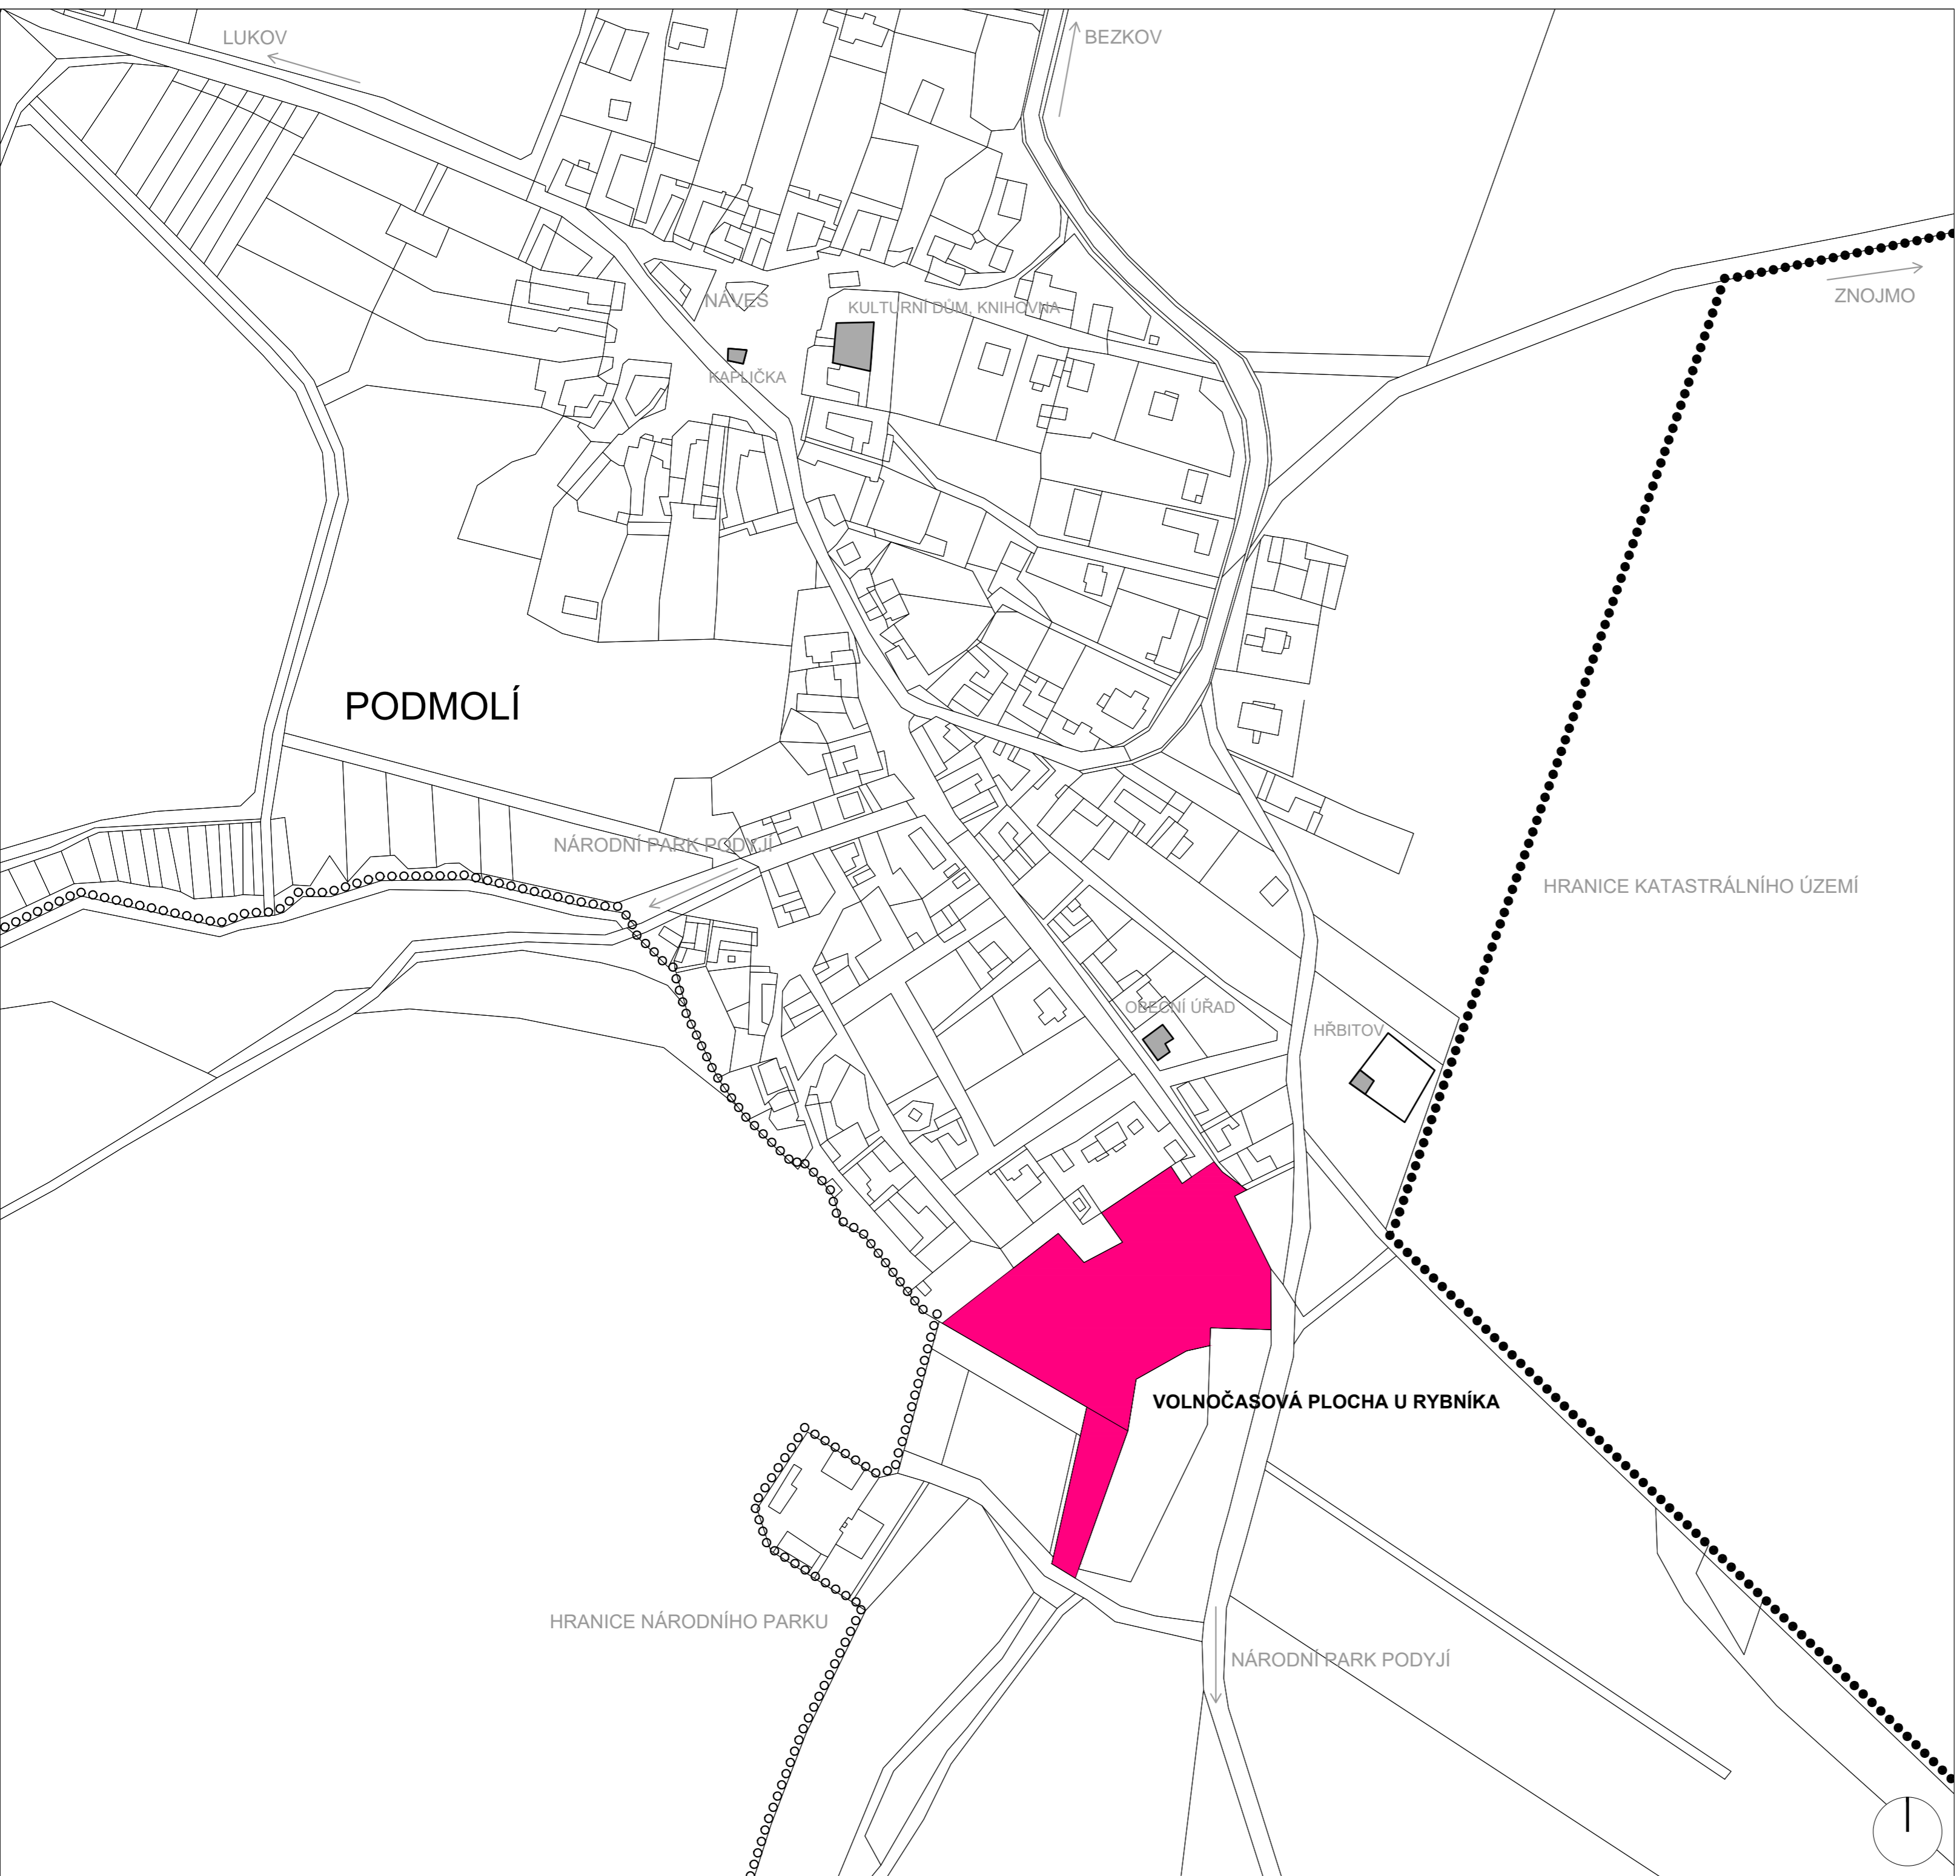 LUKOV
BEZKOV
ZNOJMO
NÁVES
KULTURNÍ DŮM, KNIHOVNA
KAPLIČKA
PODMOLÍ
NÁRODNÍ PARK PODYJÍ
HRANICE KATASTRÁLNÍHO ÚZEMÍ
OBECNÍ ÚŘAD
HŘBITOV
VOLNOČASOVÁ PLOCHA U RYBNÍKA
HRANICE NÁRODNÍHO PARKU
NÁRODNÍ PARK PODYJÍ